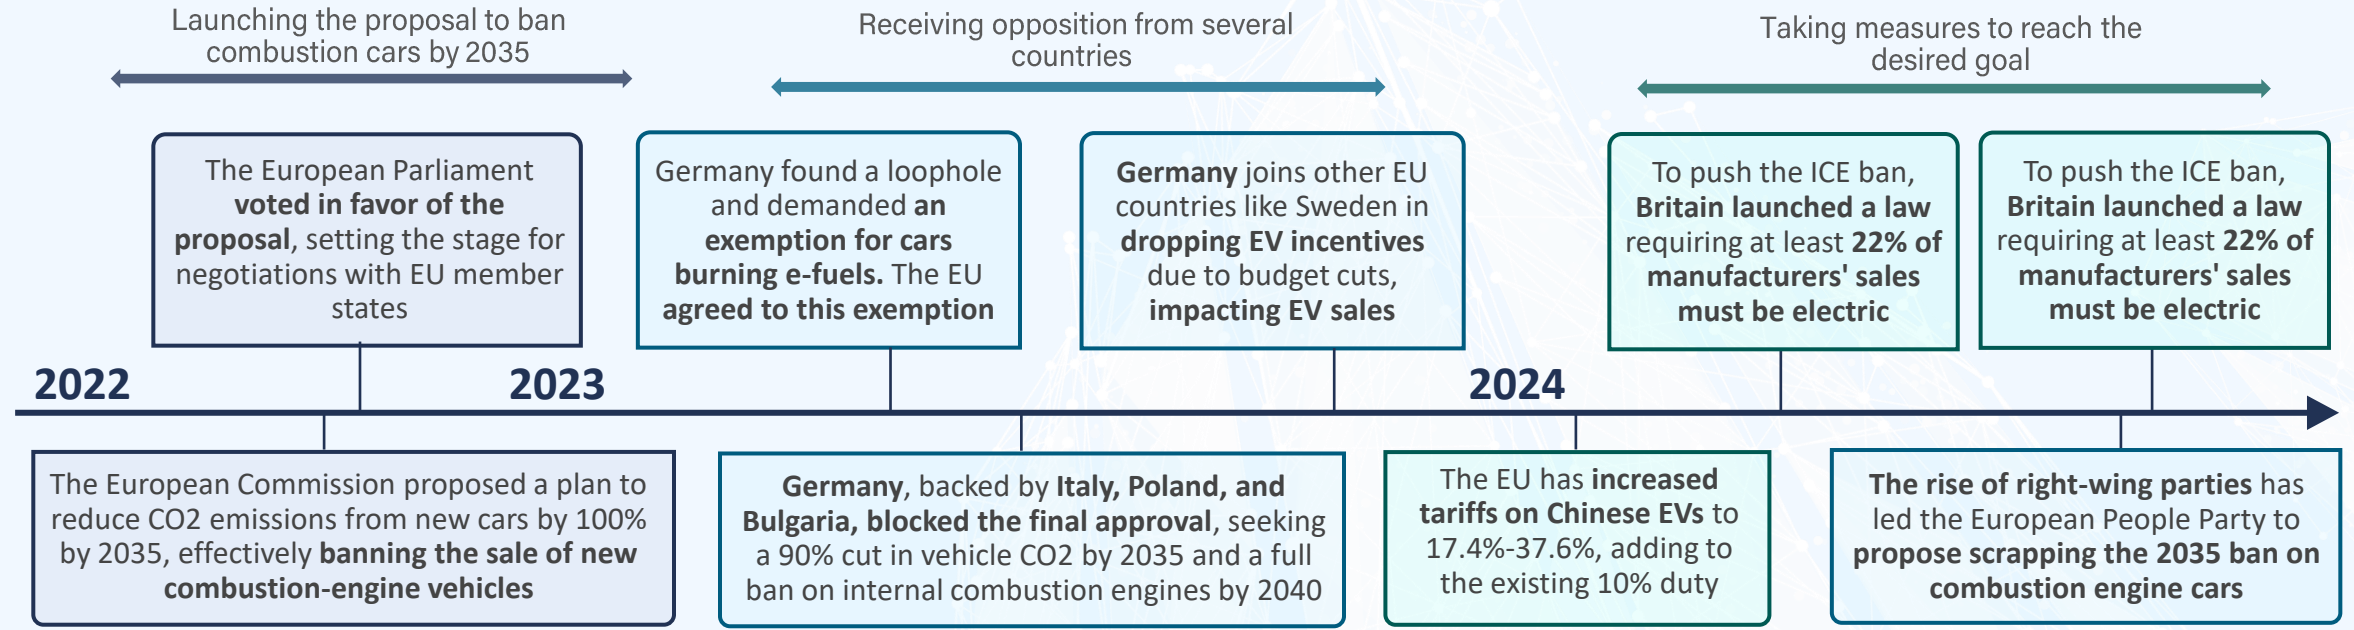 Launching the proposal to ban
combustion cars by 2035
Receiving opposition from several
countries
Taking measures to reach the
desired goal
The European Parliament
voted in favor of the
proposal, setting the stage for
negotiations with EU member
states
Germany found a loophole
and demanded an
exemption for cars
burning e-fuels. The EU
agreed to this exemption
Germany joins other EU
countries like Sweden in
dropping EV incentives
due to budget cuts,
impacting EV sales
To push the ICE ban,
Britain launched a law
requiring at least 22% of
manufacturers' sales
must be electric
To push the ICE ban,
Britain launched a law
requiring at least 22% of
manufacturers' sales
must be electric
2022
2023
2024
The European Commission proposed a plan to
reduce CO2 emissions from new cars by 100%
by 2035, effectively banning the sale of new
combustion-engine vehicles
Germany, backed by Italy, Poland, and
Bulgaria, blocked the final approval, seeking
a 90% cut in vehicle CO2 by 2035 and a full
ban on internal combustion engines by 2040
The EU has increased
tariffs on Chinese EVs to
17.4%-37.6%, adding to
the existing 10% duty
The rise of right-wing parties has
led the European People Party to
propose scrapping the 2035 ban on
combustion engine cars